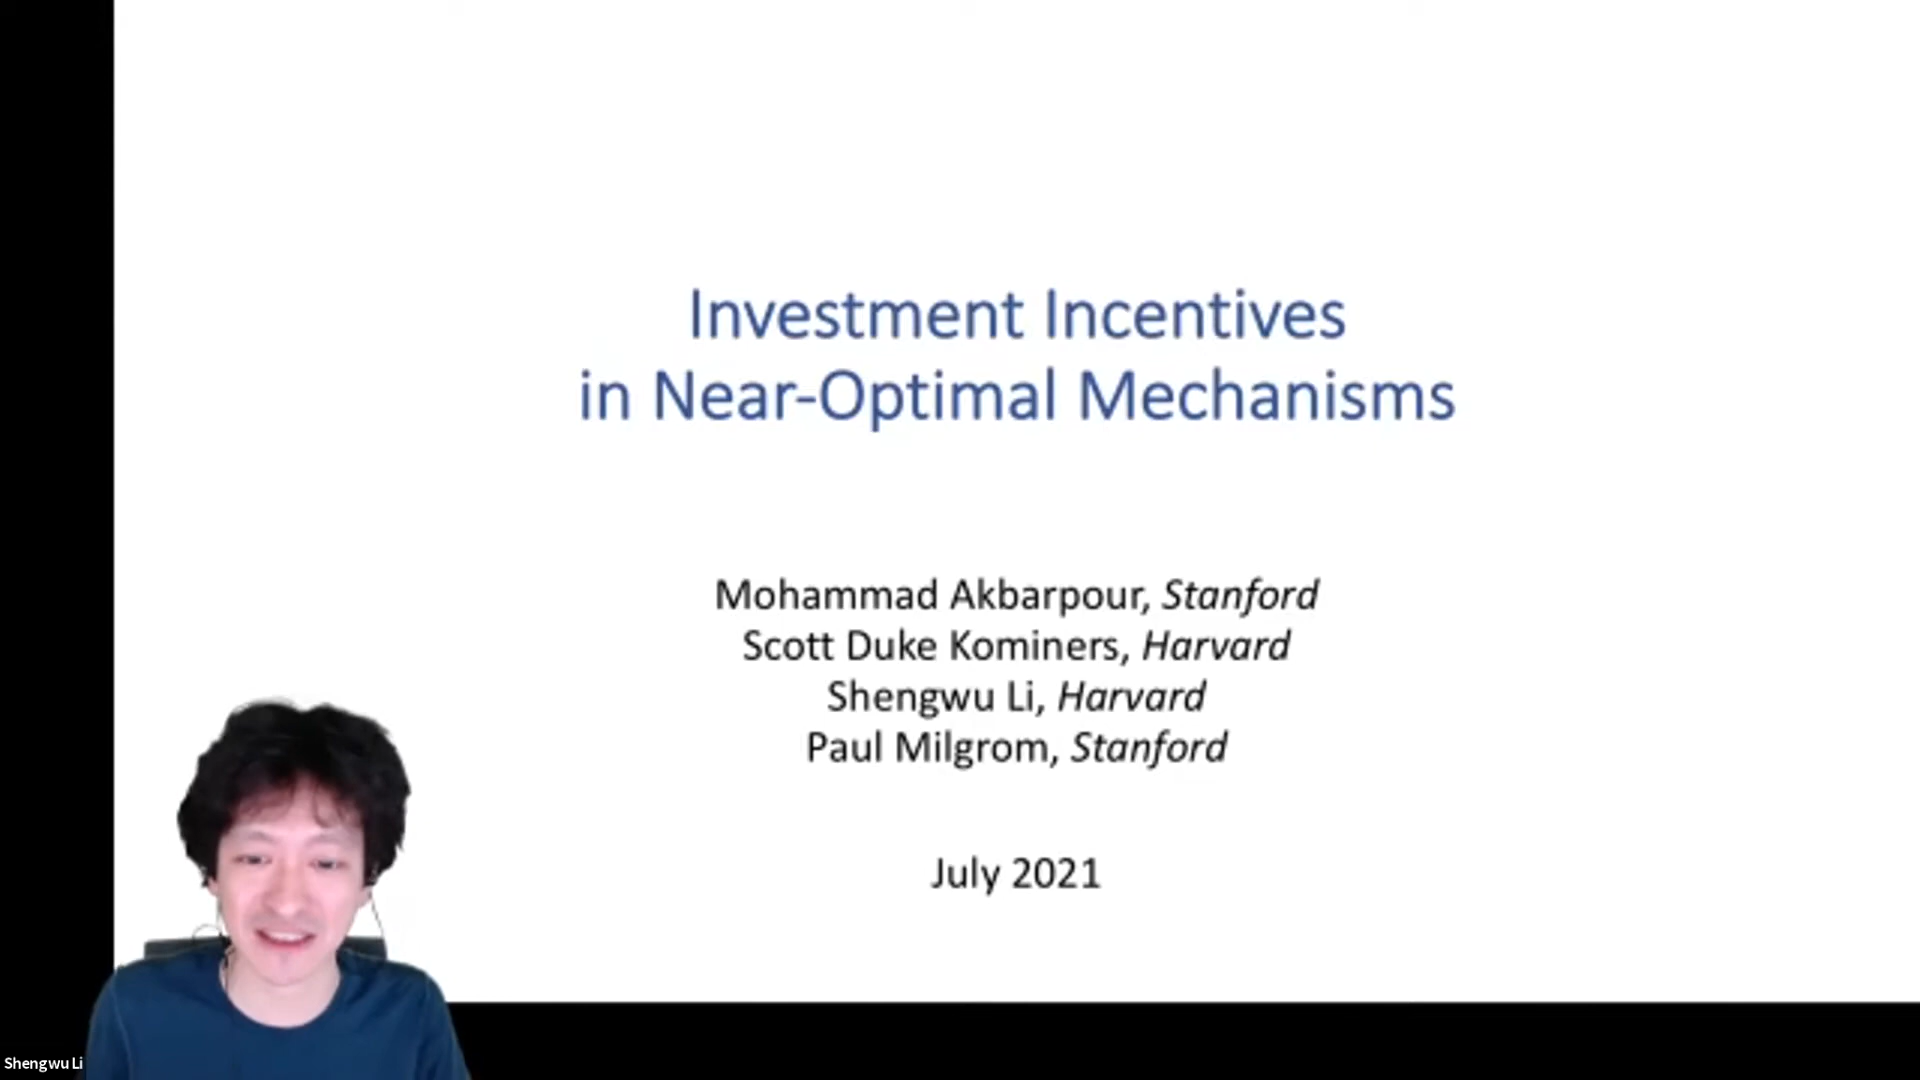 Investment Incentives
in Near-Optimal Mechanisms
Mohammad Akbarpour, Stanford
Scott Duke Kominers, Harvard
Shengwu Li, Harvard
Paul Milgrom, Stanford
July 2021
Shengwu Li